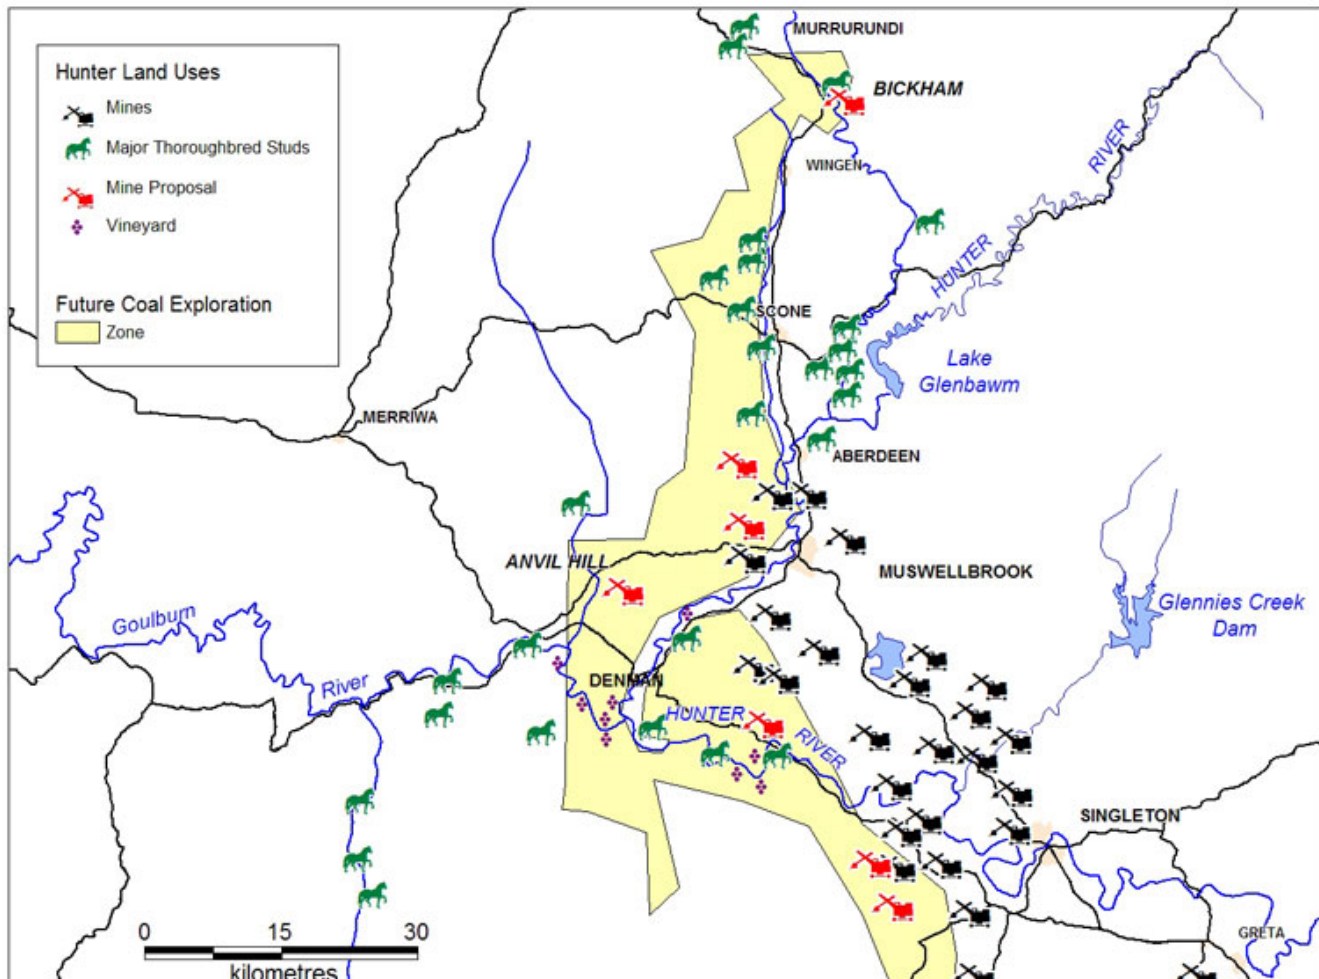 MURRURUNDI
Hunter Land Uses
Mines
Major Thoroughbred Studs
Mine Proposal
Vineyard
Future Coal Exploration
Zone
BICKHAM
WINGEN
RIVER
HUNTER
SCONE
Lake
Glenbawm
MERRIWA
ABERDEEN
ANVIL HILL
MUSWELLBROOK
Goulburn
River
Glennies Creek
Dam
DENMAN
HUNTER
RIVER
SINGLETON
GRETA
0 15 30
kilometres